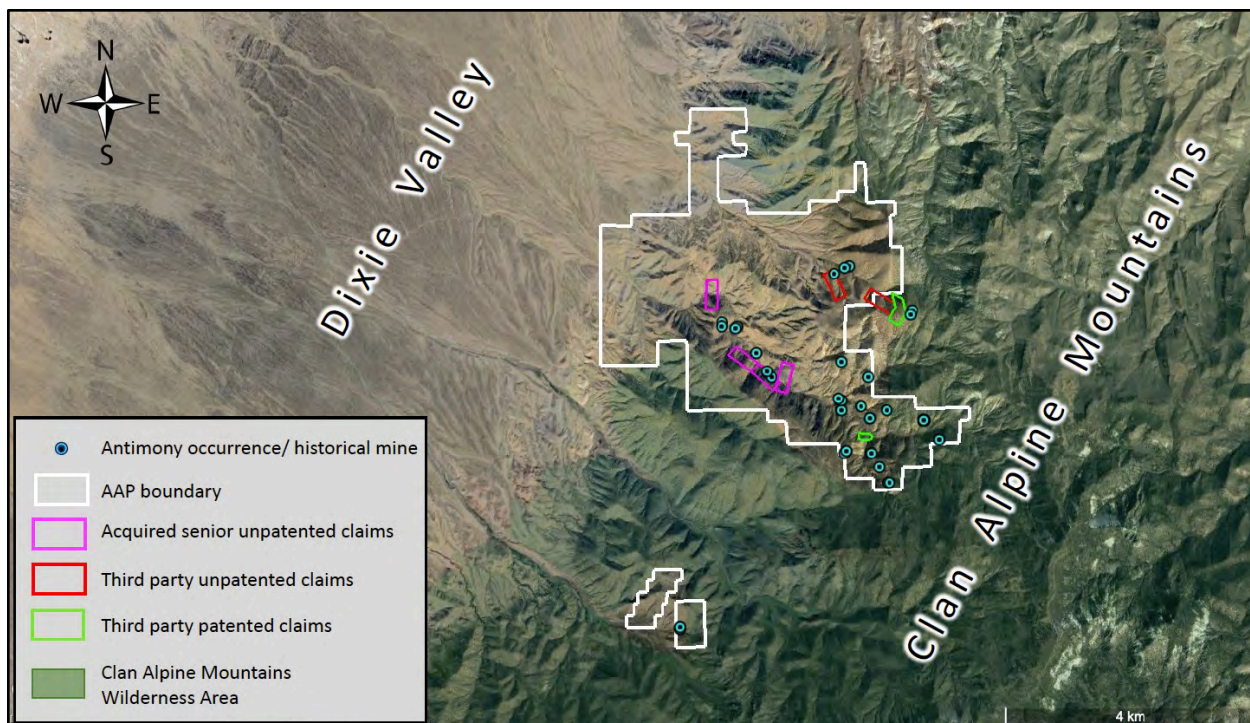 N
W E
S
Dixie Valley
Clan Alpine Mountains
Antimony occurrence/ historical mine
AAP boundary
Acquired senior unpatented claims
Third party unpatented claims
Third party patented claims
Clan Alpine Mountains
Wilderness Area
4 km